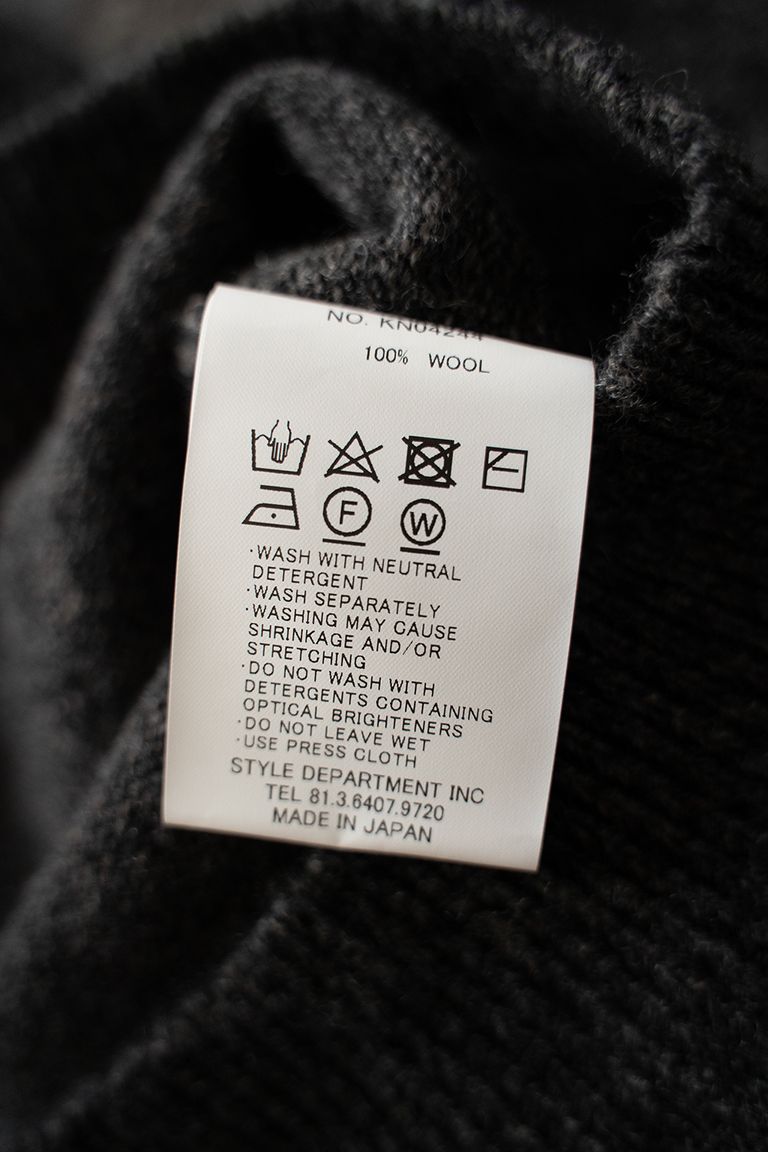 NO. KN04244
100% WOOL
F W
·WASH WITH NEUTRAL
DETERGENT
·WASH SEPARATELY
·WASHING MAY CAUSE
SHRINKAGE AND/OR
STRETCHING
·DO NOT WASH WITH
DETERGENTS CONTAINING
OPTICAL BRIGHTENERS
·DO NOT LEAVE WET
·USE PRESS CLOTH
STYLE DEPARTMENT INC
TEL 81.3.6407.9720
MADE IN JAPAN